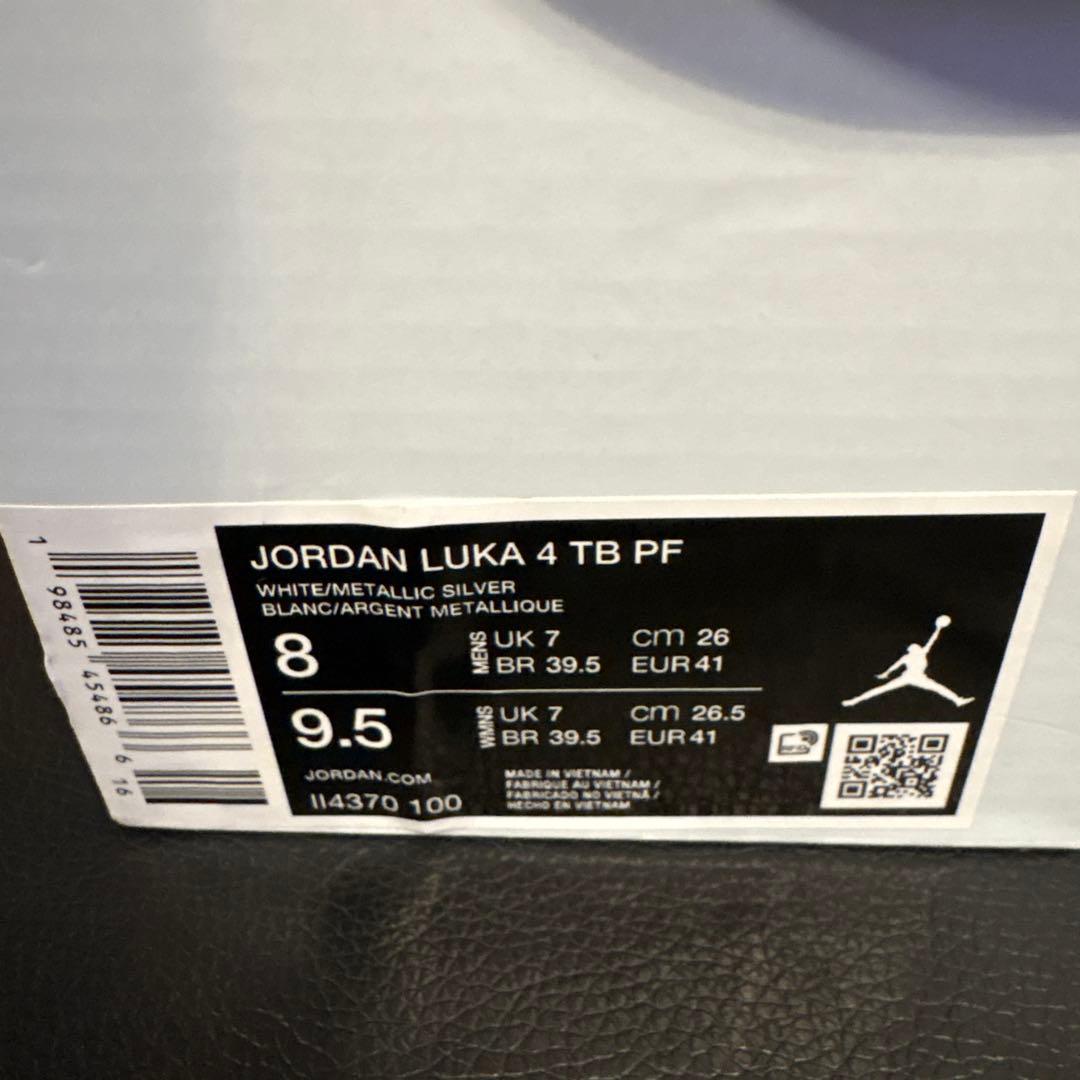 JORDAN LUKA 4 TB PF
WHITE/METALLIC SILVER
BLANC/ARGENT METALLIQUE
8
MENS
UK 7 CM 26
BR 39.5 EUR 41
9.5
WMNS
UK 7 CM 26.5
BR 39.5 EUR 41
JORDAN.COM
II4370 100
MADE IN VIETNAM /
FABRIQUE AU VIETNAM /
FABRICADO NO VIETNÃ /
HECHO EN VIETNAM
1 98485 45486 6 16